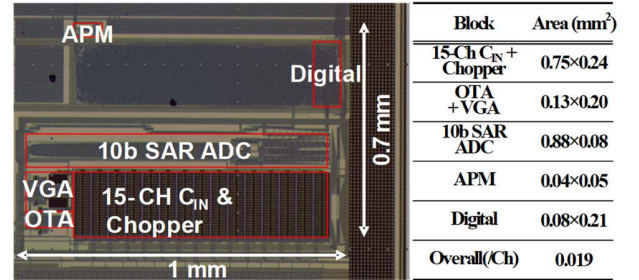 APM
Digital
10b SAR ADC
VGA
OTA
15- CH CIN &
Chopper
0.7 mm
1 mm
Block Area (mm²)
15-Ch CIN +
Chopper 0.75×0.24
OTA
+VGA 0.13×0.20
10b SAR
ADC 0.88×0.08
APM 0.04×0.05
Digital 0.08×0.21
Overall(/Ch) 0.019